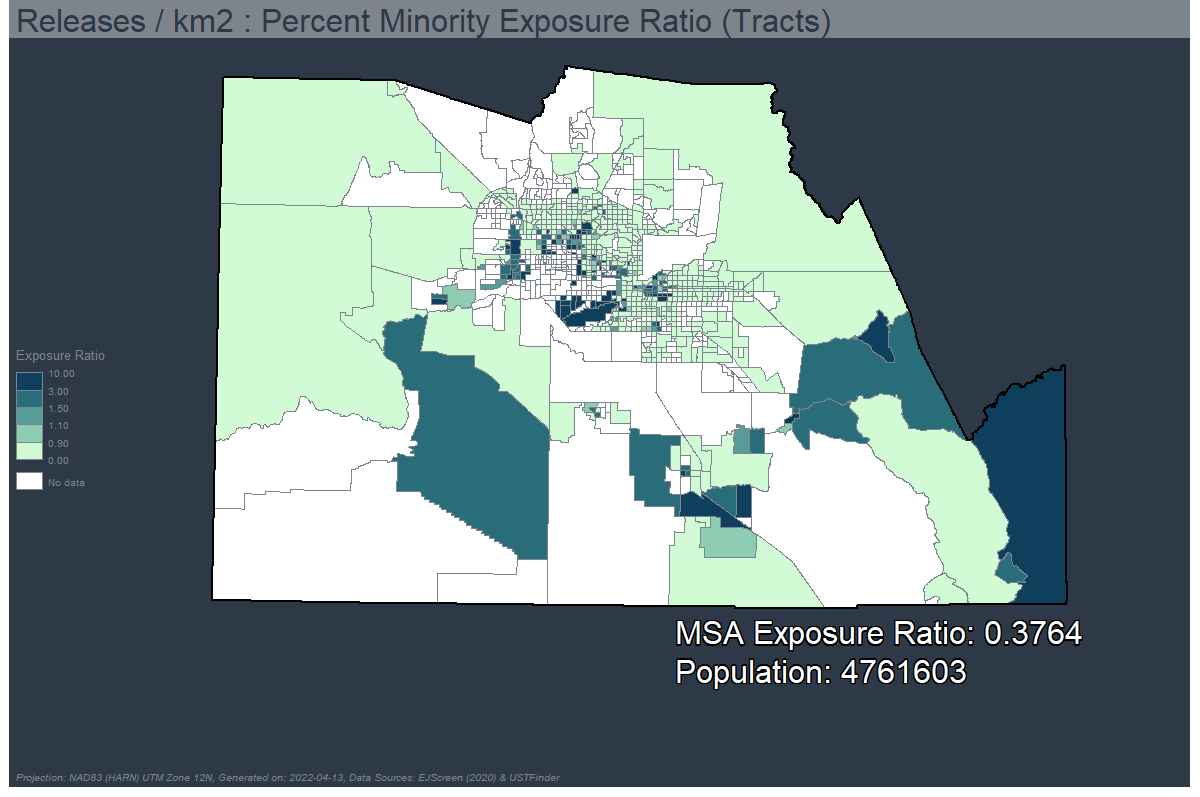 Releases / km2 : Percent Minority Exposure Ratio (Tracts)
Exposure Ratio
10.00
3.00
1.50
1.10
0.90
0.00
No data
MSA Exposure Ratio: 0.3764
Population: 4761603
Projection: NAD83 (HARN) UTM Zone 12N, Generated on: 2022-04-13, Data Sources: EJScreen (2020) & USTFinder